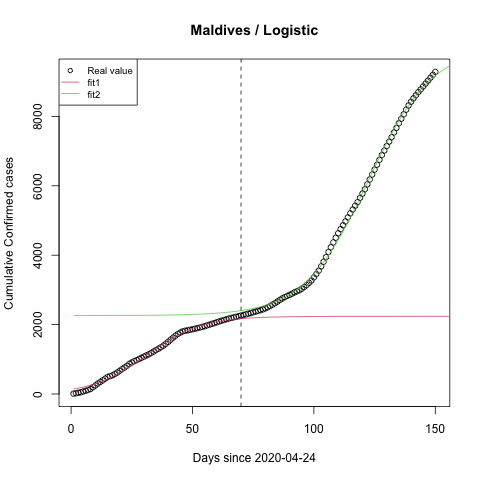 Maldives / Logistic
Real value
fit1
fit2
Cumulative Confirmed cases
8000
6000
4000
2000
0
0 50 100 150
Days since 2020-04-24